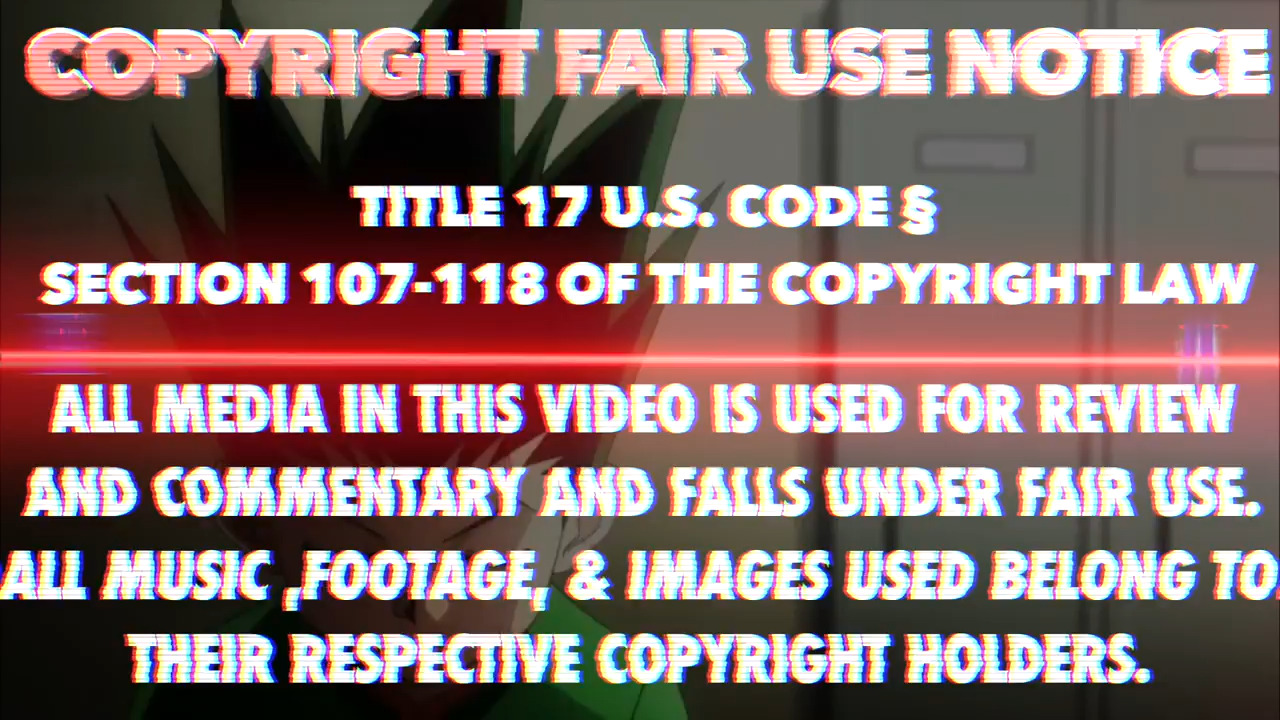 COPYRIGHT FAIR USE NOTICE
TITLE 17 U.S. CODE §
SECTION 107-118 OF THE COPYRIGHT LAW
ALL MEDIA IN THIS VIDEO IS USED FOR REVIEW
AND COMMENTARY AND FALLS UNDER FAIR USE.
ALL MUSIC ,FOOTAGE, & IMAGES USED BELONG TO
THEIR RESPECTIVE COPYRIGHT HOLDERS.